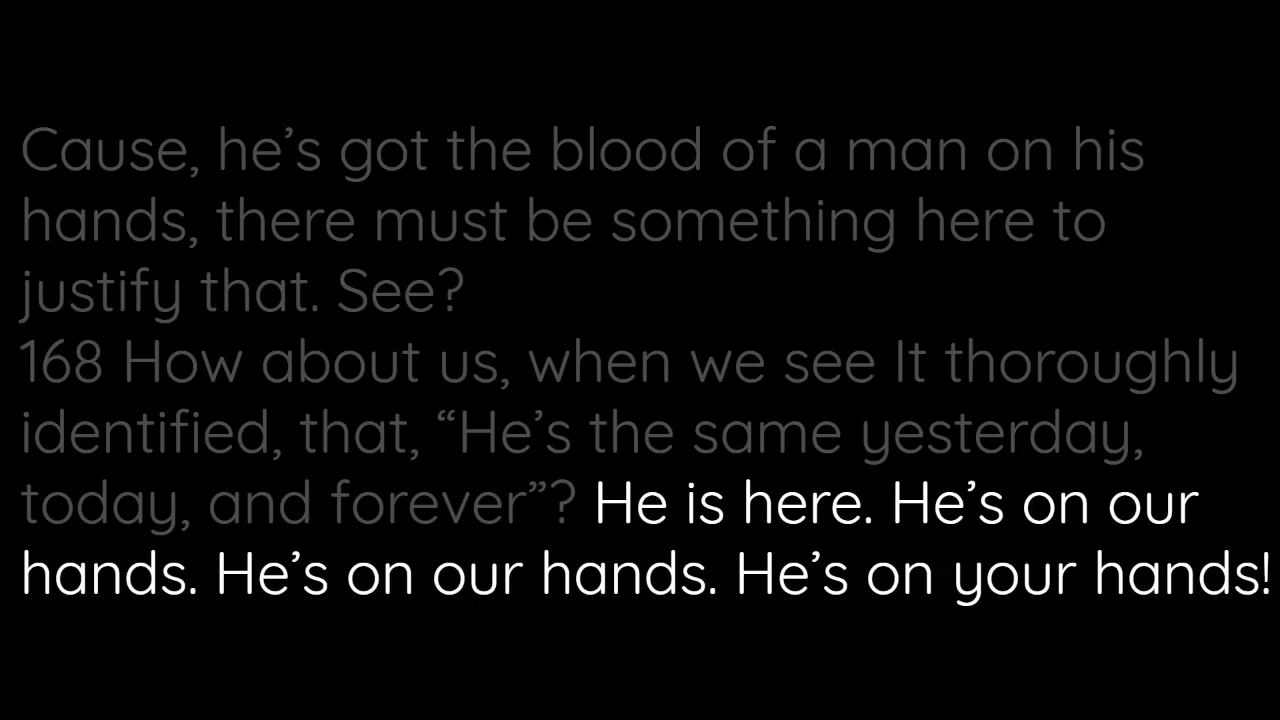 Cause, he’s got the blood of a man on his
hands, there must be something here to
justify that. See?
168 How about us, when we see It thoroughly
identified, that, “He’s the same yesterday,
today, and forever”? He is here. He’s on our
hands. He’s on our hands. He’s on your hands!